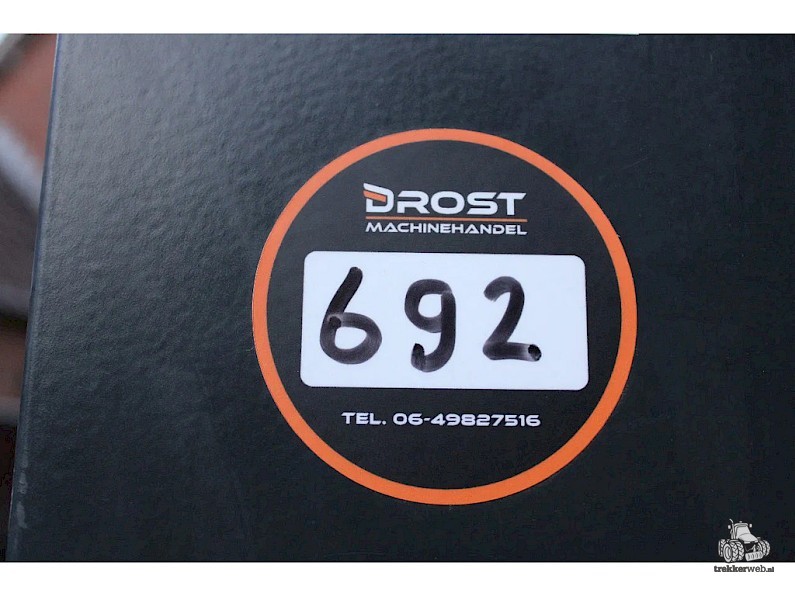 DROST
MACHINEHANDEL
692
TEL. 06-49827516
trekkerweb.nl